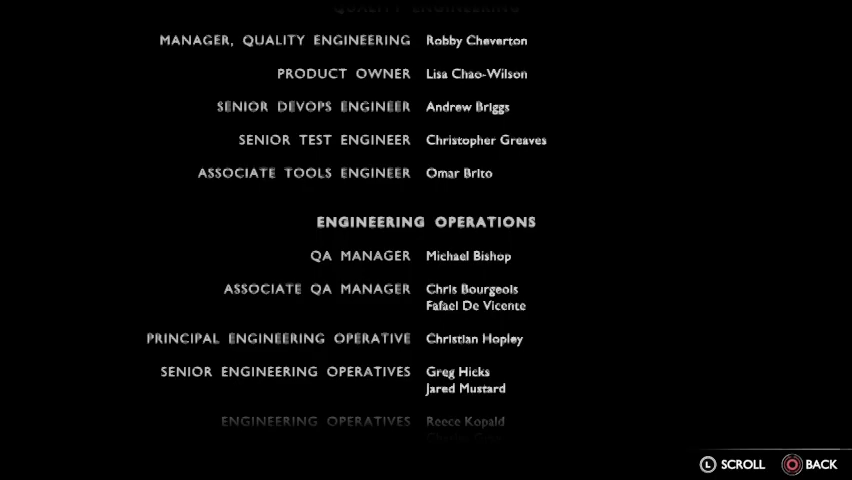 QUALITY ENGINEERING
MANAGER, QUALITY ENGINEERING Robby Cheverton
PRODUCT OWNER Lisa Chao-Wilson
SENIOR DEVOPS ENGINEER Andrew Briggs
SENIOR TEST ENGINEER Christopher Greaves
ASSOCIATE TOOLS ENGINEER Omar Brito
ENGINEERING OPERATIONS
QA MANAGER Michael Bishop
ASSOCIATE QA MANAGER Chris Bourgeois
Fafael De Vicente
PRINCIPAL ENGINEERING OPERATIVE Christian Hopley
SENIOR ENGINEERING OPERATIVES Greg Hicks
Jared Mustard
ENGINEERING OPERATIVES Reece Kopald
L SCROLL BACK